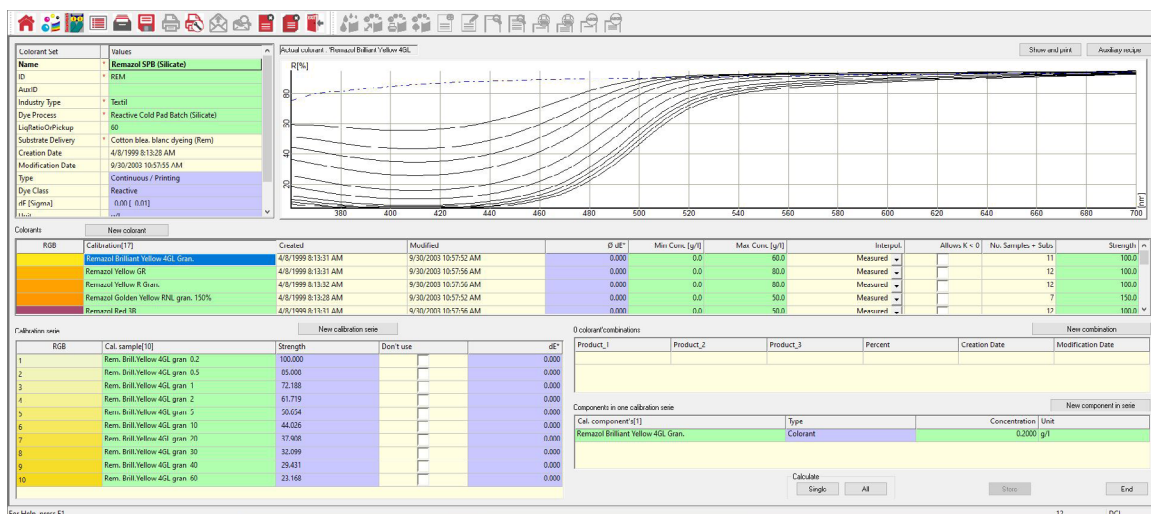 Colorant Set Values
Name * Remazol SPB (Silicate)
ID * REM
AuxID
Industry Type * Textil
Dye Process * Reactive Cold Pad Batch (Silicate)
LiqRatioOrPickup 60
Substrate Delivery * Cotton blea. blanc dyeing (Rem)
Creation Date 4/8/1999 8:13:28 AM
Modification Date 9/30/2003 10:57:55 AM
Type Continuous / Printing
Dye Class Reactive
dF [Sigma] 0.00 [ 0.01]
Actual colorant : 'Remazol Brilliant Yellow 4GL
Show and print Auxiliary recipe
R[%]
80
40
20
380 400 420 440 460 480 500 520 540 560 580 600 620 640 660 680 700
Colorants New colorant
RGB Calibration[17] Created Modified Ø dE* Min Conc [g/l] Max Conc [g/l] Interpol. Allows K < 0 No. Samples + Subs Strength
Remazol Brilliant Yellow 4GL Gran. 4/8/1999 8:13:31 AM 9/30/2003 10:57:52 AM 0.000 0.0 60.0 Measured 11 100.0
Remazol Yellow GR 4/8/1999 8:13:31 AM 9/30/2003 10:57:56 AM 0.000 0.0 80.0 Measured 12 100.0
Remazol Yellow R Gran. 4/8/1999 8:13:32 AM 9/30/2003 10:57:56 AM 0.000 0.0 80.0 Measured 12 100.0
Remazol Golden Yellow RNL gran. 150% 4/8/1999 8:13:28 AM 9/30/2003 10:57:52 AM 0.000 0.0 50.0 Measured 7 150.0
Remazol Red 3B 4/8/1999 8:13:31 AM 9/30/2003 10:57:56 AM 0.000 0.0 50.0 Measured 12 100.0
Calibration serie New calibration serie
RGB Cal. sample[10] Strength Don't use dE*
1 Rem. Brill.Yellow 4GL gran 0.2 100.000 0.000
2 Rem. Brill.Yellow 4GL gran 0.5 85.008 0.000
3 Rem. Brill.Yellow 4GL gran 1 72.188 0.000
4 Rem. Brill.Yellow 4GL gran 2 61.719 0.000
5 Rem. Brill.Yellow 4GL gran 5 50.654 0.000
6 Rem. Brill.Yellow 4GL gran 10 44.026 0.000
7 Rem. Brill.Yellow 4GL gran 20 37.908 0.000
8 Rem. Brill.Yellow 4GL gran 30 32.099 0.000
9 Rem. Brill.Yellow 4GL gran 40 29.431 0.000
10 Rem. Brill.Yellow 4GL gran 60 23.168 0.000
0 colorant'combinations New combination
Product_1 Product_2 Product_3 Percent Creation Date Modification Date
Components in one calibration serie New component in serie
Cal. component's[1] Type Concentration Unit
Remazol Brilliant Yellow 4GL Gran. Colorant 0.2000 g/l
Calculate
Single All Store End
For Help, press F1 12 DCI